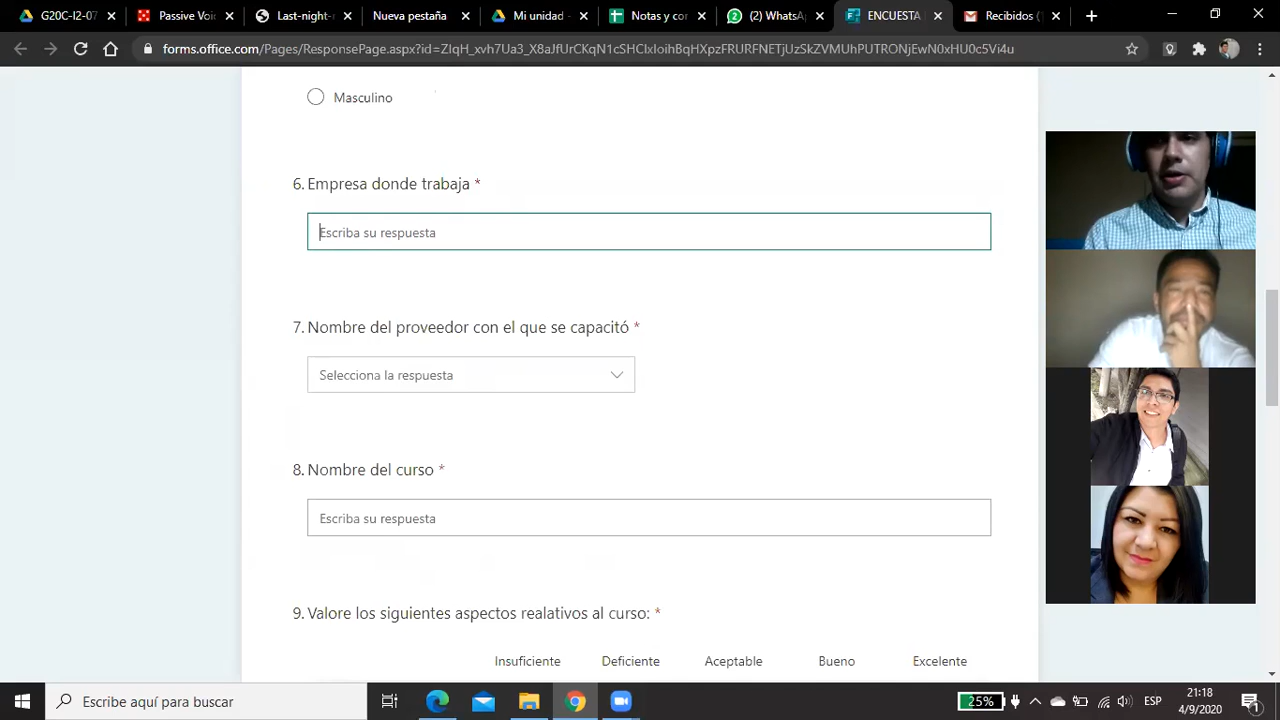 G20C-I2-07
Passive Voi
Last-night-
Nueva pestaña
Mi unidad -
Notas y cor
(2) WhatsA
ENCUESTA
Recibidos (
forms.office.com/Pages/ResponsePage.aspx?id=ZIqH_xvh7Ua3_X8aJfUrCKqN1cSHCIxIoihBqHXpzFRURFNETjUzSkZVMUhPUTRONjEwN0xHU0c5Vi4u
Masculino
6. Empresa donde trabaja *
Escriba su respuesta
7. Nombre del proveedor con el que se capacitó *
Selecciona la respuesta
8. Nombre del curso *
Escriba su respuesta
9. Valore los siguientes aspectos realativos al curso: *
Insuficiente Deficiente Aceptable Bueno Excelente
Escribe aquí para buscar
25%
ESP
21:18
4/9/2020
1